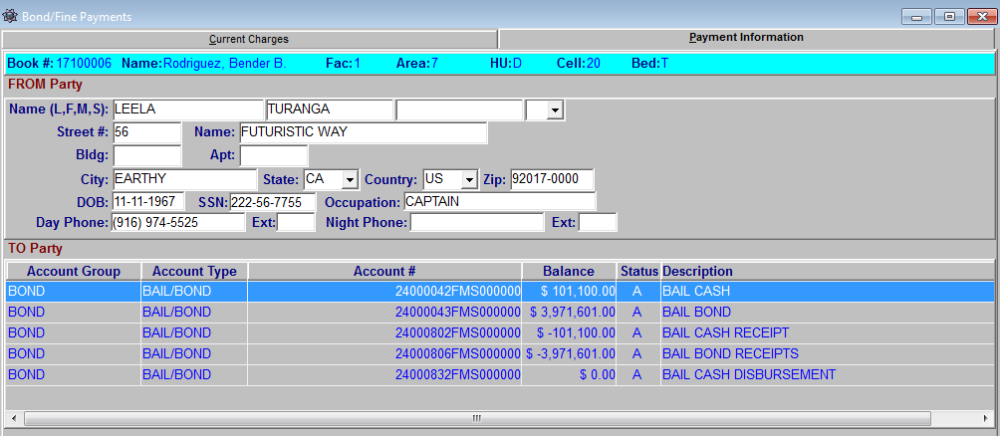 Bond/Fine Payments
Current Charges Payment Information
Book #: 17100006 Name: Rodriguez, Bender B. Fac: 1 Area: 7 HU: D Cell: 20 Bed: T
FROM Party
Name (L,F,M,S): LEELA TURANGA
Street #: 56 Name: FUTURISTIC WAY
Bldg: Apt:
City: EARTHY State: CA Country: US Zip: 92017-0000
DOB: 11-11-1967 SSN: 222-56-7755 Occupation: CAPTAIN
Day Phone: (916) 974-5525 Ext: Night Phone: Ext:
TO Party
Account Group Account Type Account # Balance Status Description
BOND BAIL/BOND 24000042FMS000000 $ 101,100.00 A BAIL CASH
BOND BAIL/BOND 24000043FMS000000 $ 3,971,601.00 A BAIL BOND
BOND BAIL/BOND 24000802FMS000000 $ -101,100.00 A BAIL CASH RECEIPT
BOND BAIL/BOND 24000806FMS000000 $ -3,971,601.00 A BAIL BOND RECEIPTS
BOND BAIL/BOND 24000832FMS000000 $ 0.00 A BAIL CASH DISBURSEMENT